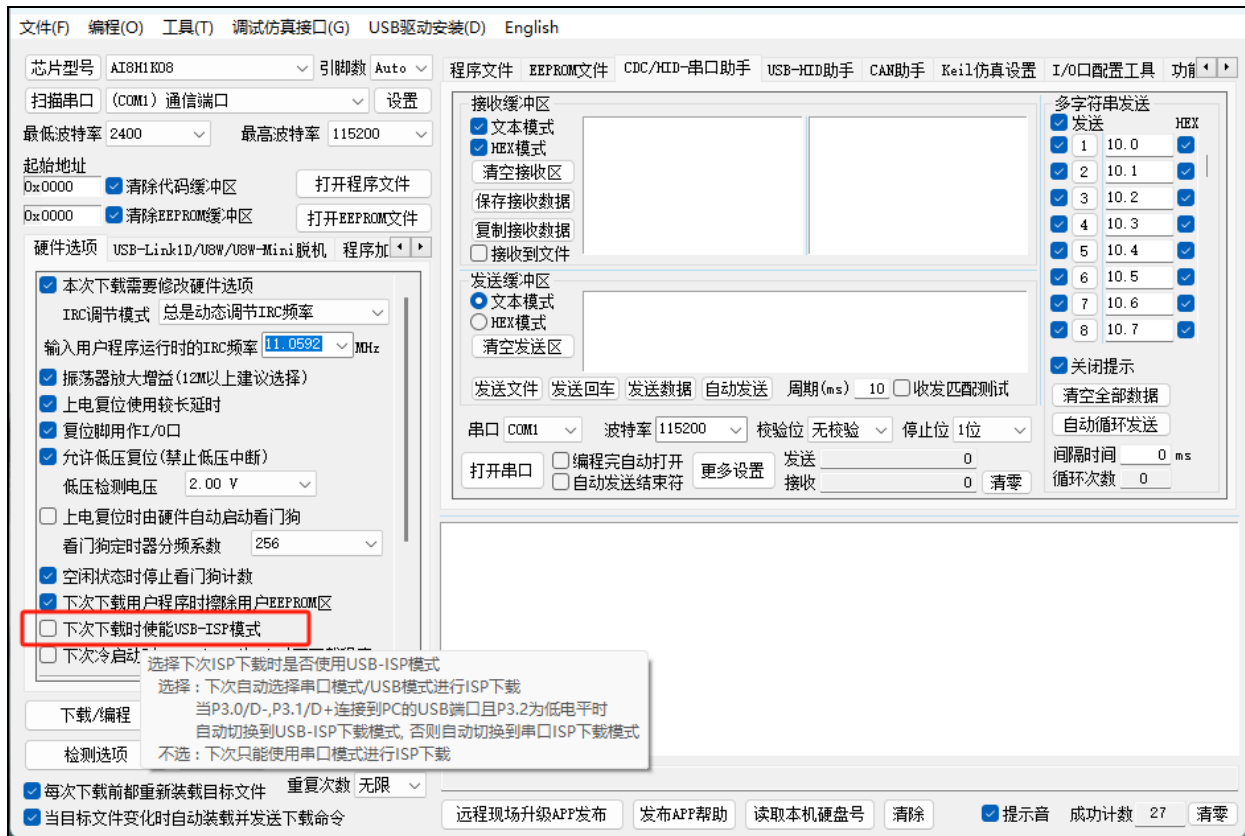 文件(F) 编程(O) 工具(T) 调试仿真接口(G) USB驱动安装(D) English
芯片型号 AI8H1K08 引脚数 Auto
扫描串口 (COM1) 通信端口 设置
最低波特率 2400 最高波特率 115200
起始地址
0x0000 清除代码缓冲区 打开程序文件
0x0000 清除EEPROM缓冲区 打开EEPROM文件
硬件选项 USB-Link1D/U8W/U8W-Mini脱机 程序加
本次下载需要修改硬件选项
IRC调节模式 总是动态调节IRC频率
输入用户程序运行时的IRC频率 11.0592 MHz
振荡器放大增益(12M以上建议选择)
上电复位使用较长延时
复位脚用作I/O口
允许低压复位(禁止低压中断)
低压检测电压 2.00 V
上电复位时由硬件自动启动看门狗
看门狗定时器分频系数 256
空闲状态时停止看门狗计数
下次下载用户程序时擦除用户EEPROM区
下次下载时使能USB-ISP模式
下次冷启动
选择下次ISP下载时是否使用USB-ISP模式
选择 : 下次自动选择串口模式/USB模式进行ISP下载
当P3.0/D-,P3.1/D+连接到PC的USB端口且P3.2为低电平时
自动切换到USB-ISP下载模式, 否则自动切换到串口ISP下载模式
不选 : 下次只能使用串口模式进行ISP下载
下载/编程
检测选项
重复次数 无限
每次下载前都重新装载目标文件
当目标文件变化时自动装载并发送下载命令
程序文件 EEPROM文件 CDC/HID-串口助手 USB-HID助手 CAN助手 Keil仿真设置 I/O口配置工具 功能
接收缓冲区
文本模式
HEX模式
清空接收区
保存接收数据
复制接收数据
接收到文件
发送缓冲区
文本模式
HEX模式
清空发送区
发送文件 发送回车 发送数据 自动发送 周期(ms) 10 收发匹配测试
串口 COM1 波特率 115200 校验位 无校验 停止位 1位
打开串口 编程完自动打开 更多设置 发送 0
自动发送结束符 接收 0 清零
多字符串发送
发送 HEX
1 10.0
2 10.1
3 10.2
4 10.3
5 10.4
6 10.5
7 10.6
8 10.7
关闭提示
清空全部数据
自动循环发送
间隔时间 0 ms
循环次数 0
远程现场升级APP发布 发布APP帮助 读取本机硬盘号 清除 提示音 成功计数 27 清零